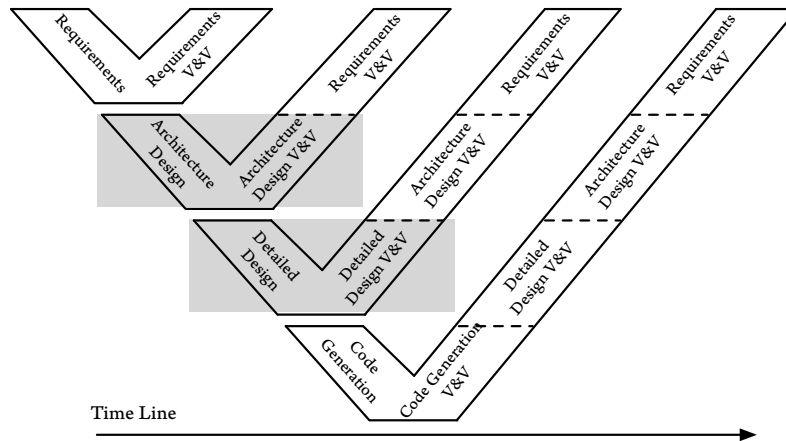 Requirements
Requirements
V&V
Requirements
V&V
Requirements
V&V
Requirements
V&V
Architecture
Design
Architecture
Design V&V
Architecture
Design V&V
Architecture
Design V&V
Detailed
Design
Detailed
Design V&V
Detailed
Design V&V
Code
Generation
Code Generation
V&V
Time Line